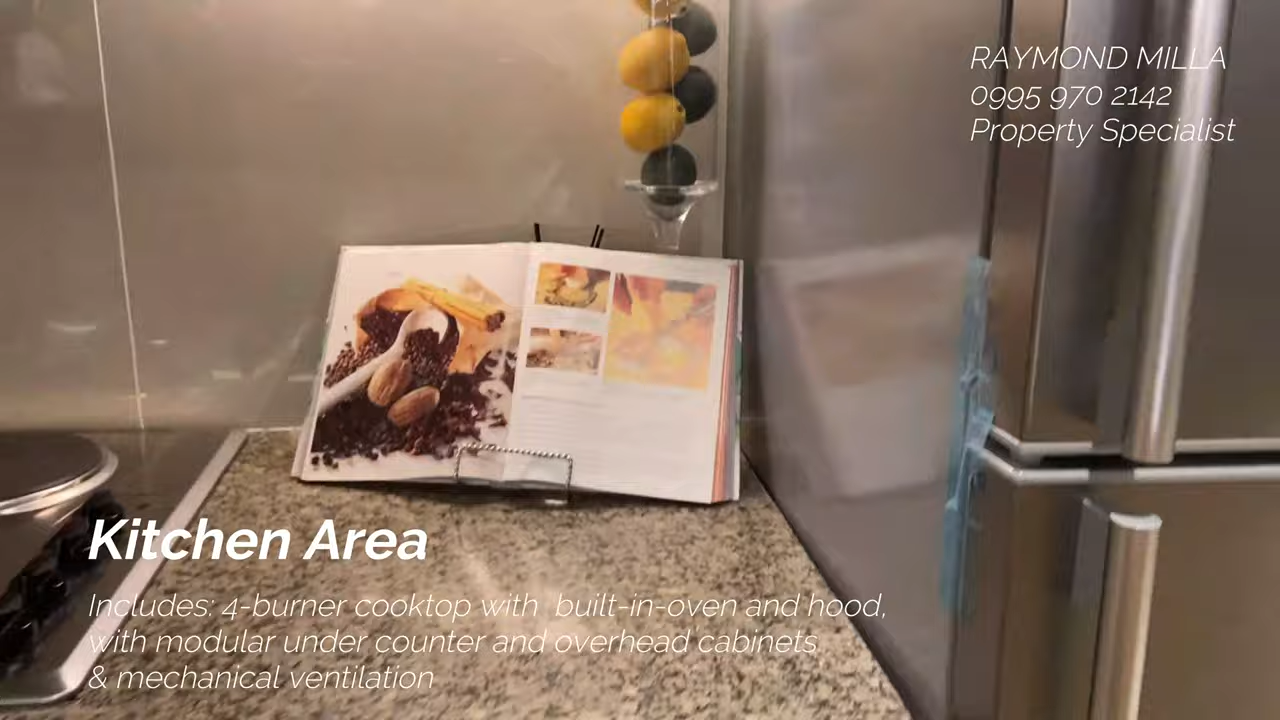 RAYMOND MILLA
0995 970 2142
Property Specialist
Kitchen Area
Includes: 4-burner cooktop with  built-in-oven and hood,
with modular under counter and overhead cabinets
& mechanical ventilation